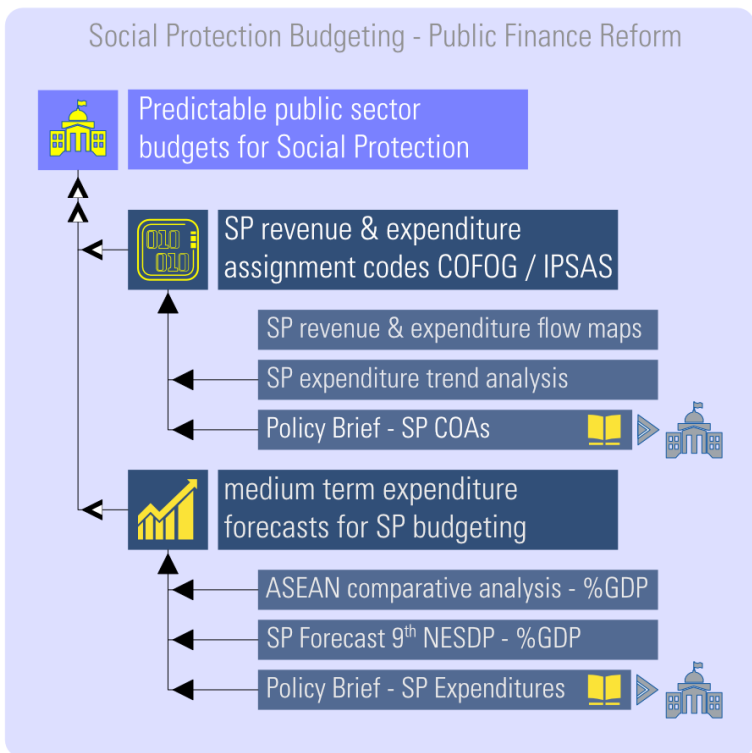 Social Protection Budgeting - Public Finance Reform
Predictable public sector
budgets for Social Protection
010
010
SP revenue & expenditure
assignment codes COFOG / IPSAS
SP revenue & expenditure flow maps
SP expenditure trend analysis
Policy Brief - SP COAs
medium term expenditure
forecasts for SP budgeting
ASEAN comparative analysis - %GDP
SP Forecast 9th NESDP - %GDP
Policy Brief - SP Expenditures